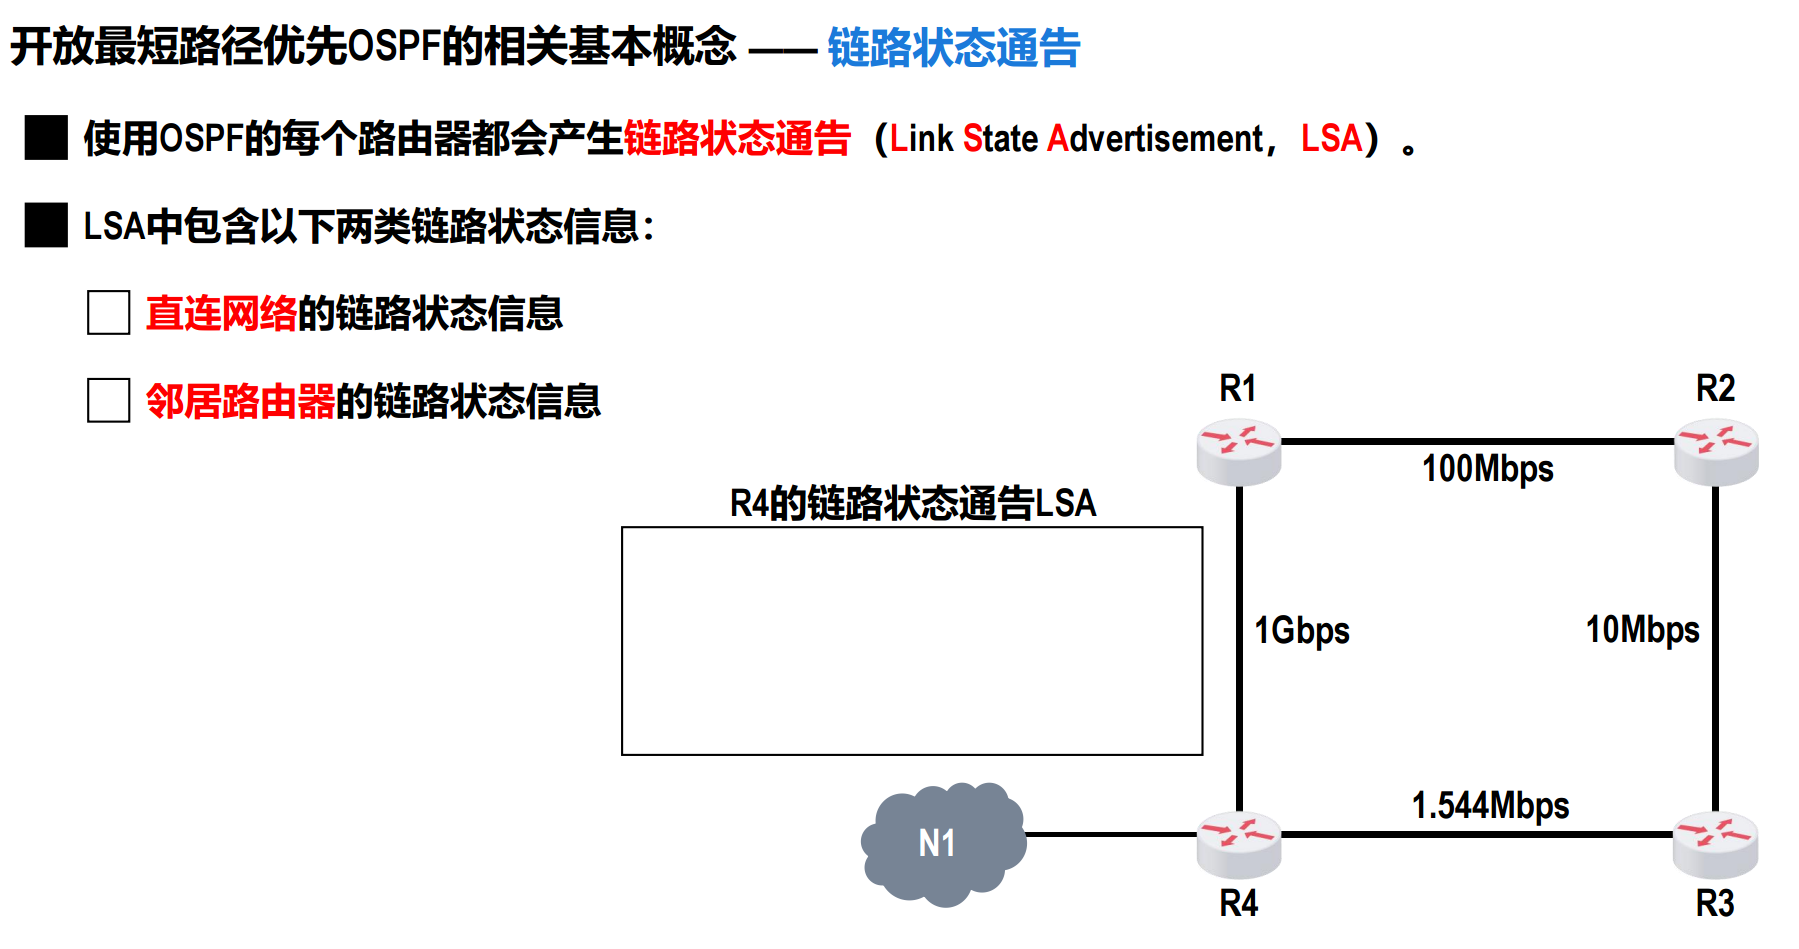 开放最短路径优先OSPF的相关基本概念 —— 链路状态通告
使用OSPF的每个路由器都会产生链路状态通告（Link State Advertisement，LSA）。
LSA中包含以下两类链路状态信息：
直连网络的链路状态信息
邻居路由器的链路状态信息
R1
R2
100Mbps
R4的链路状态通告LSA
1Gbps
10Mbps
1.544Mbps
N1
R4
R3